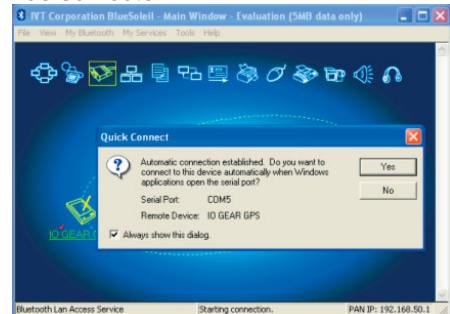 IVT Corporation BlueSoleil - Main Window - Evaluation (5MB data only)
File View My Bluetooth My Services Tools Help
Quick Connect
Automatic connection established. Do you want to
connect to this device automatically when Windows
applications open the serial port?
Serial Port: COM5
Remote Device: IO GEAR GPS
Always show this dialog.
Yes
No
IO GEAR
Bluetooth Lan Access Service Starting connection. PAN IP: 192.168.50.1